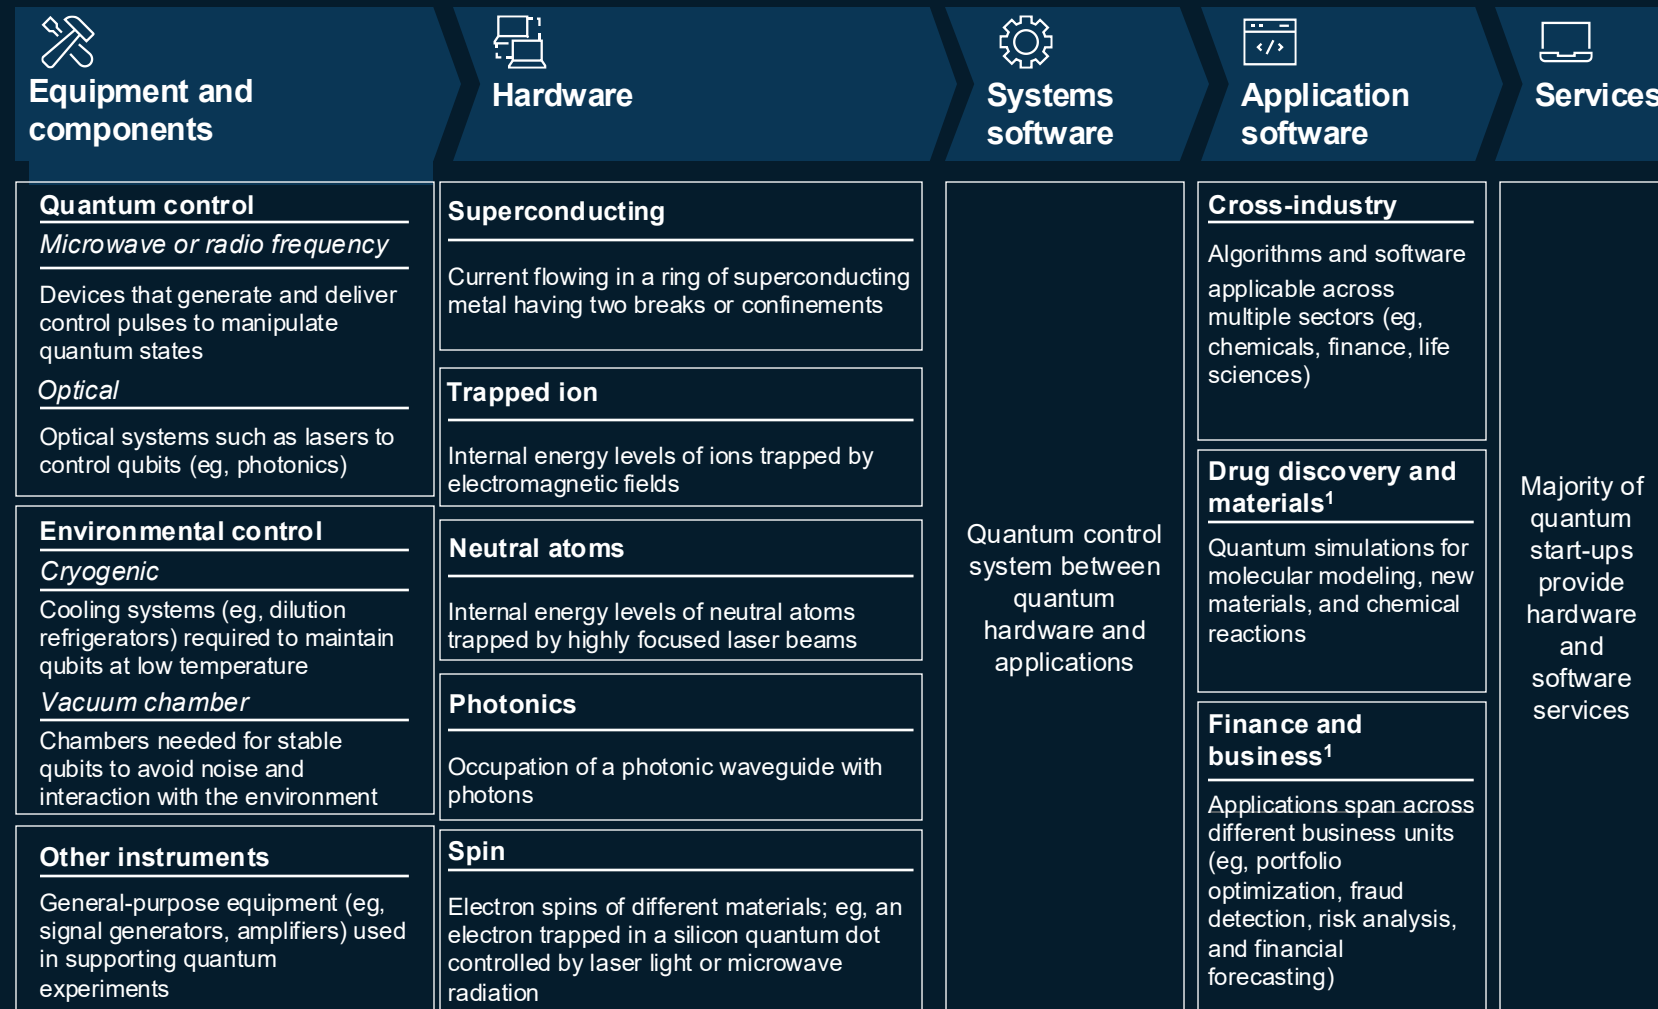 Equipment and
components
Hardware
Systems
software
Application
software
Services
Quantum control
Microwave or radio frequency
Devices that generate and deliver
control pulses to manipulate
quantum states
Optical
Optical systems such as lasers to
control qubits (eg, photonics)
Environmental control
Cryogenic
Cooling systems (eg, dilution
refrigerators) required to maintain
qubits at low temperature
Vacuum chamber
Chambers needed for stable
qubits to avoid noise and
interaction with the environment
Other instruments
General-purpose equipment (eg,
signal generators, amplifiers) used
in supporting quantum
experiments
Superconducting
Current flowing in a ring of superconducting
metal having two breaks or confinements
Trapped ion
Internal energy levels of ions trapped by
electromagnetic fields
Neutral atoms
Internal energy levels of neutral atoms
trapped by highly focused laser beams
Photonics
Occupation of a photonic waveguide with
photons
Spin
Electron spins of different materials; eg, an
electron trapped in a silicon quantum dot
controlled by laser light or microwave
radiation
Quantum control
system between
quantum
hardware and
applications
Cross-industry
Algorithms and software
applicable across
multiple sectors (eg,
chemicals, finance, life
sciences)
Drug discovery and
materials¹
Quantum simulations for
molecular modeling, new
materials, and chemical
reactions
Finance and
business¹
Applications span across
different business units
(eg, portfolio
optimization, fraud
detection, risk analysis,
and financial
forecasting)
Majority of
quantum
start-ups
provide
hardware
and
software
services